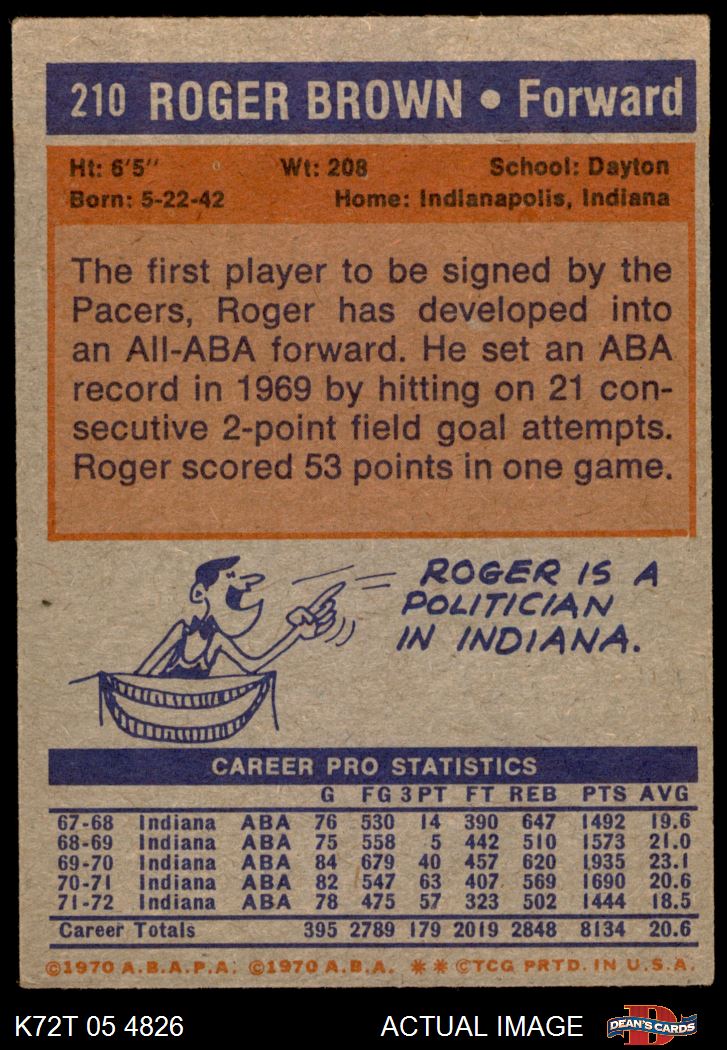 210 ROGER BROWN • Forward
Ht: 6'5" Wt: 208 School: Dayton
Born: 5-22-42 Home: Indianapolis, Indiana
The first player to be signed by the
Pacers, Roger has developed into
an All-ABA forward. He set an ABA
record in 1969 by hitting on 21 con-
secutive 2-point field goal attempts.
Roger scored 53 points in one game.
ROGER IS A
POLITICIAN
IN INDIANA.
CAREER PRO STATISTICS
G FG 3PT FT REB PTS AVG
67-68 Indiana ABA 76 530 14 390 647 1492 19.6
68-69 Indiana ABA 75 558 5 442 510 1573 21.0
69-70 Indiana ABA 84 679 40 457 620 1935 23.1
70-71 Indiana ABA 82 547 63 407 569 1690 20.6
71-72 Indiana ABA 78 475 57 323 502 1444 18.5
Career Totals 395 2789 179 2019 2848 8134 20.6
©1970 A.B.A.P.A. ©1970 A.B.A. ** ©TCG PRTD. IN U.S.A.
K72T 05 4826 ACTUAL IMAGE D DEAN'S CARDS